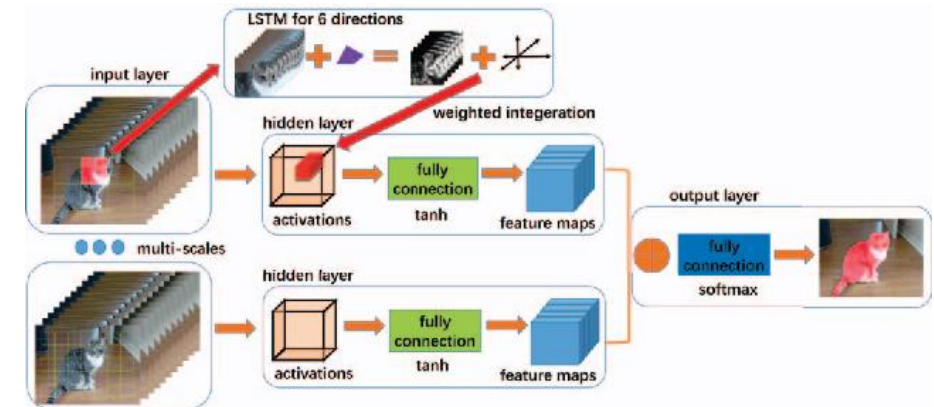 LSTM for 6 directions
input layer
weighted integeration
hidden layer
fully
connection
activations
tanh
feature maps
output layer
fully
connection
softmax
multi-scales
hidden layer
fully
connection
activations
tanh
feature maps